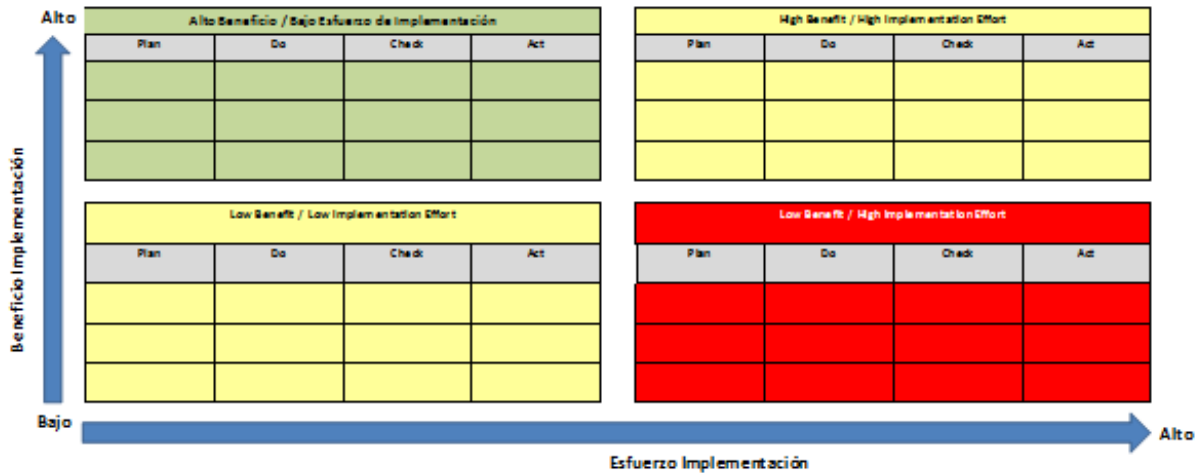 Alto
Alto Beneficio / Bajo Esfuerzo de Implementación
Plan Do Check Act
High Benefit / High Implementation Effort
Plan Do Check Act
Beneficio Implementación
Low Benefit / Low Implementation Effort
Plan Do Check Act
Low Benefit / High Implementation Effort
Plan Do Check Act
Bajo
Alto
Esfuerzo Implementación